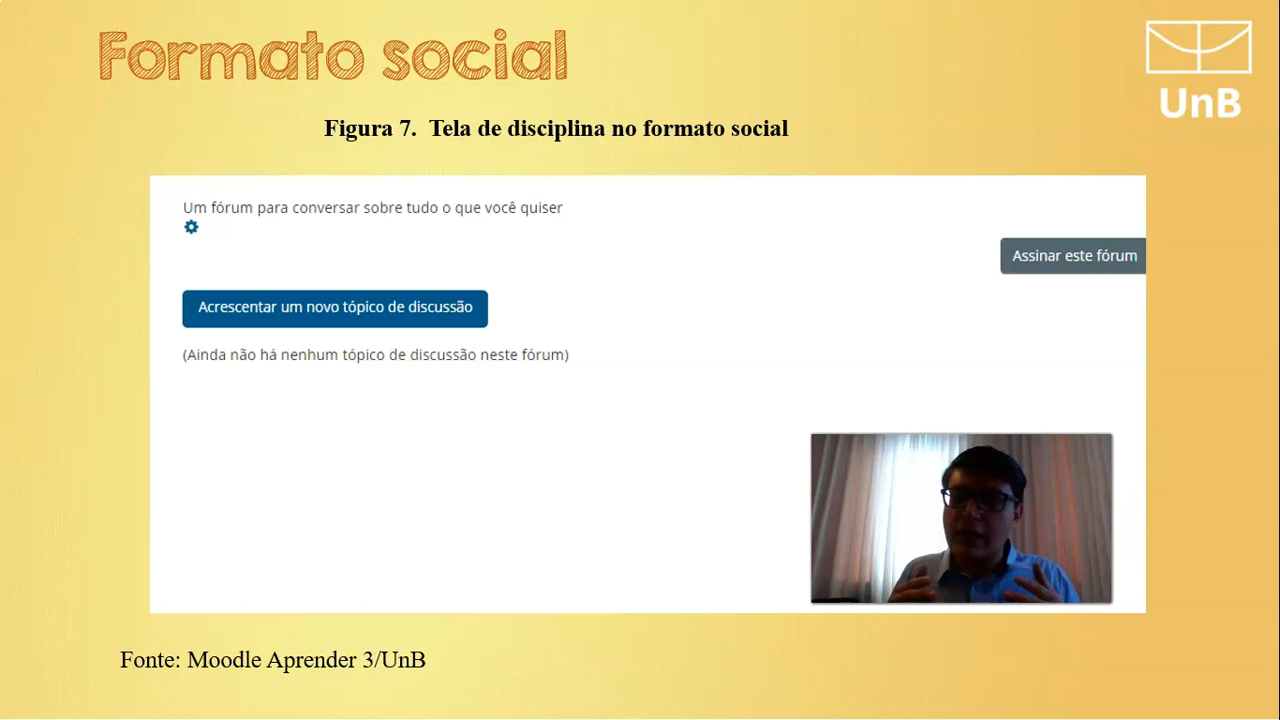 Formato social
UnB
Figura 7. Tela de disciplina no formato social
Um fórum para conversar sobre tudo o que você quiser
Assinar este fórum
Acrescentar um novo tópico de discussão
(Ainda não há nenhum tópico de discussão neste fórum)
Fonte: Moodle Aprender 3/UnB